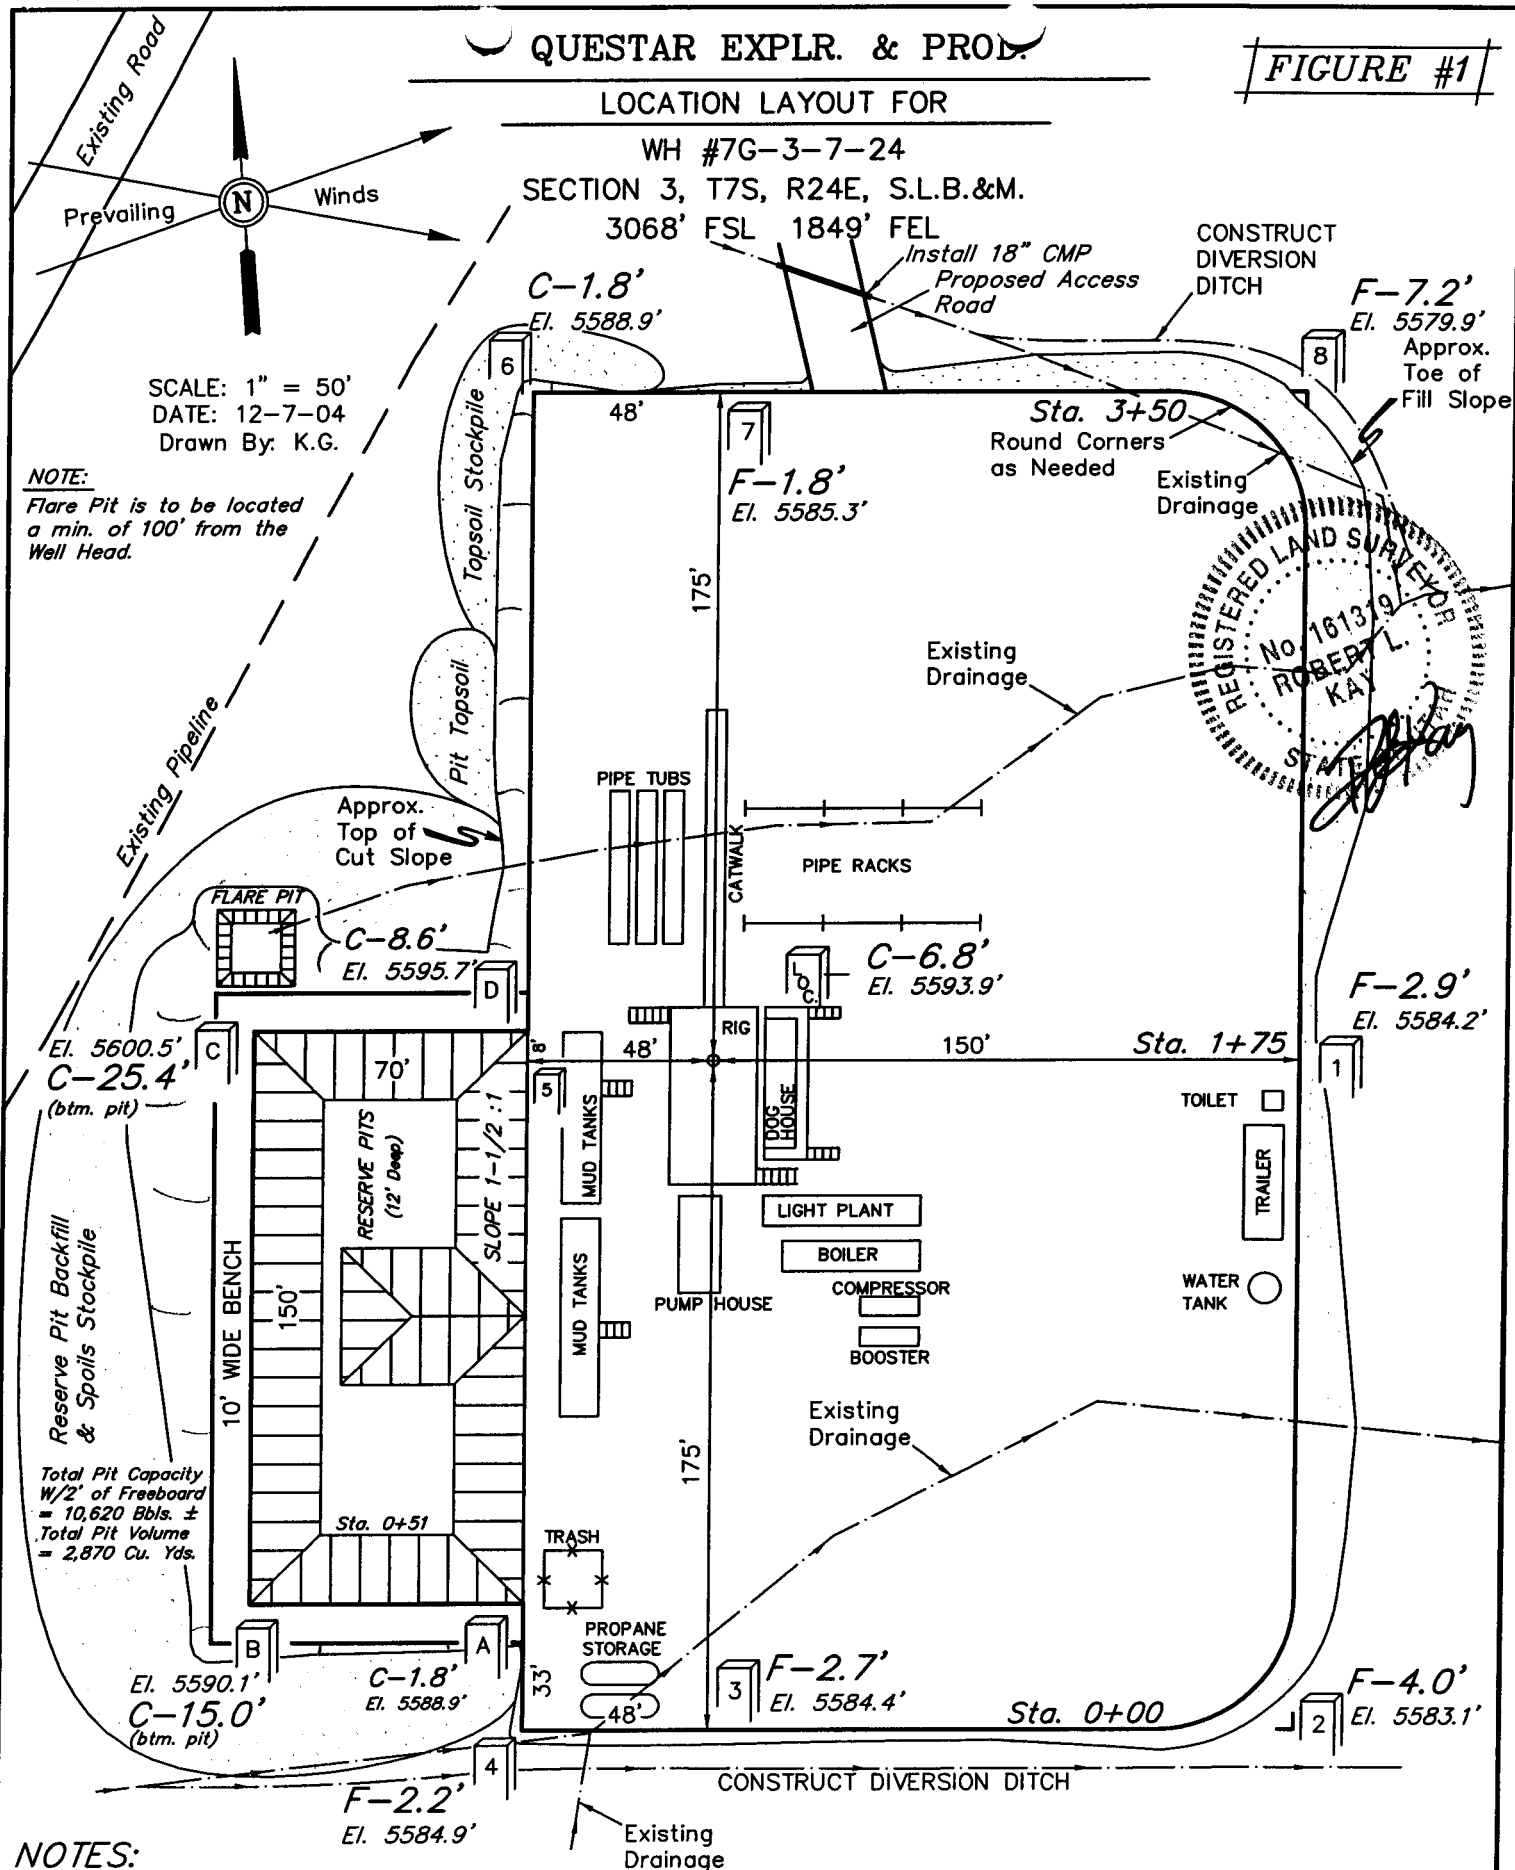 QUESTAR EXPLR. & PROD.
FIGURE #1
LOCATION LAYOUT FOR
WH #7G-3-7-24
SECTION 3, T7S, R24E, S.L.B.&M.
3068' FSL 1849' FEL
Existing Road
Prevailing
N
Winds
SCALE: 1" = 50'
DATE: 12-7-04
Drawn By: K.G.
NOTE:
Flare Pit is to be located
a min. of 100' from the
Well Head.
Install 18" CMP
Proposed Access
Road
CONSTRUCT
DIVERSION
DITCH
C-1.8'
El. 5588.9'
6
F-7.2'
El. 5579.9'
8
Approx.
Toe of
Fill Slope
48'
7
F-1.8'
El. 5585.3'
Sta. 3+50
Round Corners
as Needed
Existing
Drainage
Topsoil Stockpile
175'
REGISTERED LAND SURVEYOR
No. 161319
ROBERT L.
KAY
STATE
UTAH
Existing
Drainage
Pit Topsoil
Existing Pipeline
Approx.
Top of
Cut Slope
PIPE TUBS
CATWALK
PIPE RACKS
FLARE PIT
C-8.6'
El. 5595.7'
D
LOC.
C-6.8'
El. 5593.9'
F-2.9'
El. 5584.2'
1
El. 5600.5'
C-25.4'
(btm. pit)
C
70'
8'
48'
RIG
150'
Sta. 1+75
5
DOG
HOUSE
TOILET
TRAILER
WATER
TANK
RESERVE PITS
(12' Deep)
SLOPE 1-1/2 :1
MUD TANKS
MUD TANKS
LIGHT PLANT
BOILER
COMPRESSOR
PUMP HOUSE
BOOSTER
Reserve Pit Backfill
& Spoils Stockpile
10' WIDE BENCH
150'
Existing
Drainage
175'
Total Pit Capacity
W/2' of Freeboard
= 10,620 Bbls. ±
Total Pit Volume
= 2,870 Cu. Yds.
Sta. 0+51
TRASH
PROPANE
STORAGE
33'
48'
B
El. 5590.1'
C-15.0'
(btm. pit)
A
C-1.8'
El. 5588.9'
3
F-2.7'
El. 5584.4'
Sta. 0+00
F-4.0'
El. 5583.1'
2
4
F-2.2'
El. 5584.9'
CONSTRUCT DIVERSION DITCH
Existing
Drainage
NOTES: